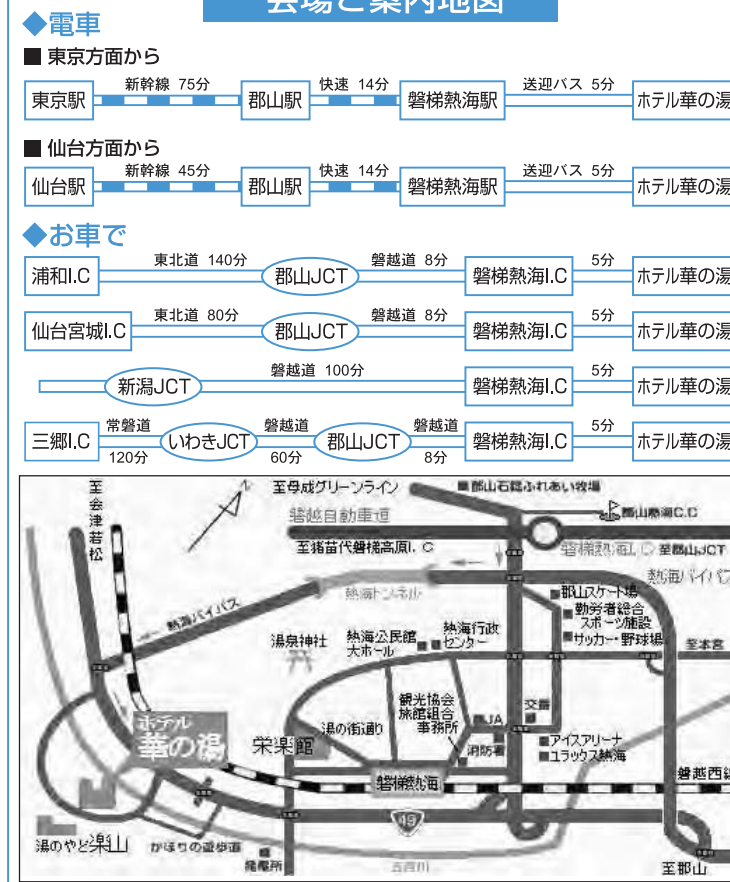 会場ご案内地図
◆電車
■ 東京方面から
東京駅 新幹線 75分 郡山駅 快速 14分 磐梯熱海駅 送迎バス 5分 ホテル華の湯
■ 仙台方面から
仙台駅 新幹線 45分 郡山駅 快速 14分 磐梯熱海駅 送迎バス 5分 ホテル華の湯
◆お車で
浦和I.C 東北道 140分 郡山JCT 磐越道 8分 磐梯熱海I.C 5分 ホテル華の湯
仙台宮城I.C 東北道 80分 郡山JCT 磐越道 8分 磐梯熱海I.C 5分 ホテル華の湯
新潟JCT 磐越道 100分 磐梯熱海I.C 5分 ホテル華の湯
三郷I.C 常磐道 120分 いわきJCT 磐越道 60分 郡山JCT 磐越道 8分 磐梯熱海I.C 5分 ホテル華の湯
至会津若松
至母成グリーンライン
■郡山石筵ふれあい牧場
磐越自動車道
郡山熱海C.C
至猪苗代磐梯高原I.C
磐梯熱海I.C
至郡山JCT
熱海バイパ
熱海トンネル
熱海バイパス
■郡山スケート場
■勤労者総合
スポーツ施設
■サッカー・野球場
至本宮
湯泉神社
熱海公民館
大ホール
熱海行政
センター
観光協会
旅館組合
事務所
■JA
交番
消防署
湯の街通り
ホテル
華の湯
栄楽館
■アイスアリーナ
■ユラックス熱海
磐梯熱海
磐越西線
49
湯のやど楽山
かほりの遊歩道
発電所
五百川
至郡山